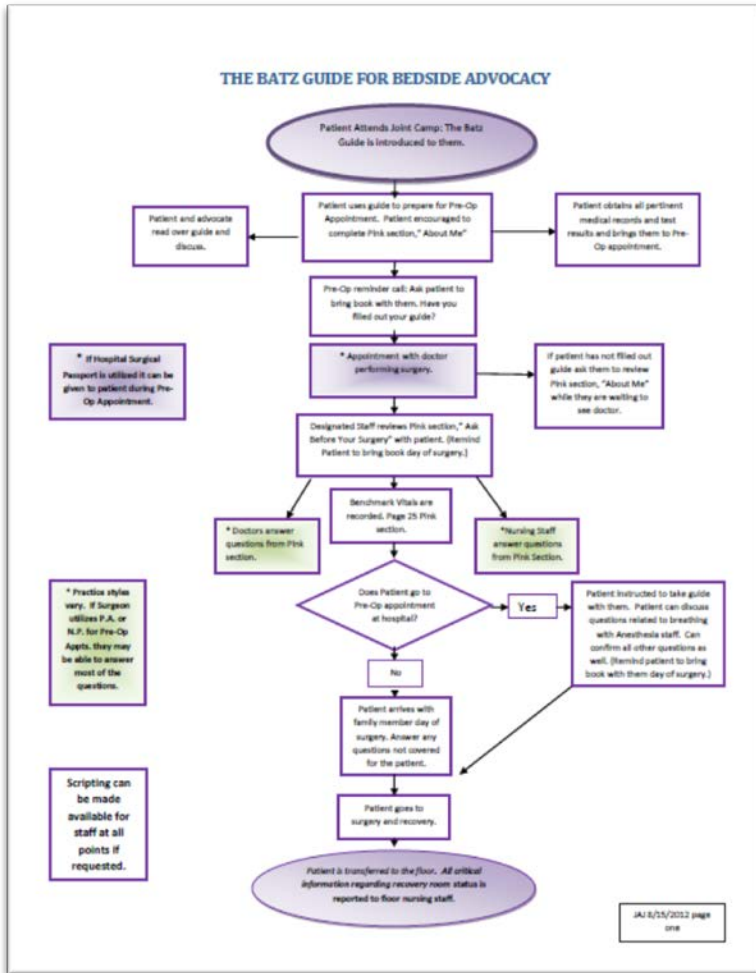 THE BATZ GUIDE FOR BEDSIDE ADVOCACY
Patient Attends Joint Camp: The Batz
Guide is introduced to them.
Patient and advocate
read over guide and
discuss.
Patient uses guide to prepare for Pre-Op
Appointment. Patient encouraged to
complete Pink section," About Me"
Patient obtains all pertinent
medical records and test
results and brings them to Pre-
Op appointment.
Pre-Op reminder call: Ask patient to
bring book with them. Have you
filled out your guide?
* If Hospital Surgical
Passport is utilized it can be
given to patient during Pre-
Op Appointment.
* Appointment with doctor
performing surgery.
If patient has not filled out
guide ask them to review
Pink section, "About Me"
while they are waiting to
see doctor.
Designated Staff reviews Pink section," Ask
Before Your Surgery" with patient. (Remind
Patient to bring book day of surgery.)
* Doctors answer
questions from Pink
section.
Benchmark Vitals are
recorded. Page 25 Pink
section.
*Nursing Staff
answer questions
from Pink Section.
* Practice styles
vary. If Surgeon
utilizes P.A. or
N.P. for Pre-Op
Appts. they may
be able to answer
most of the
questions.
Does Patient go to
Pre-Op appointment
at hospital?
Yes
Patient instructed to take guide
with them. Patient can discuss
questions related to breathing
with Anesthesia staff. Can
confirm all other questions as
well. (Remind patient to bring
book with them day of surgery.)
No
Patient arrives with
family member day of
surgery. Answer any
questions not covered
for the patient.
Scripting can
be made
available for
staff at all
points if
requested.
Patient goes to
surgery and recovery.
Patient is transferred to the floor. All critical
information regarding recovery room status is
reported to floor nursing staff.
JAJ 8/15/2012 page
one